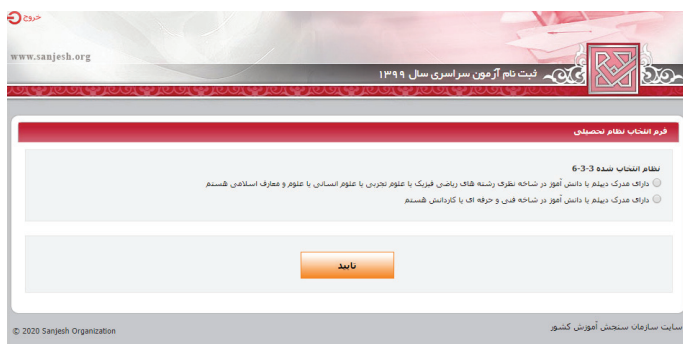 خروج
www.sanjesh.org
ثبت نام آزمون سراسری سال ۱۳۹۹
فرم انتخاب نظام تحصیلی
نظام انتخاب شده 3-3-6
دارای مدرک دیپلم یا دانش آموز در شاخه نظری رشته های ریاضی فیزیک یا علوم تجربی یا علوم انسانی یا علوم و معارف اسلامی هستم
دارای مدرک دیپلم یا دانش آموز در شاخه فنی و حرفه ای یا کاردانش هستم
تایید
سایت سازمان سنجش آموزش کشور
© 2020 Sanjesh Organization